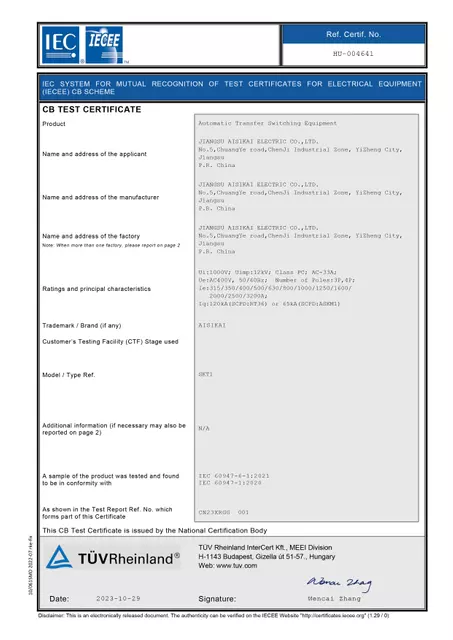 IEC
IECEE
® ™
Ref. Certif. No.
HU-004641
IEC SYSTEM FOR MUTUAL RECOGNITION OF TEST CERTIFICATES FOR ELECTRICAL EQUIPMENT
(IECEE) CB SCHEME
CB TEST CERTIFICATE
Product
Automatic Transfer Switching Equipment
Name and address of the applicant
JIANGSU AISIKAI ELECTRIC CO.,LTD.
No.5,ChuangYe road,ChenJi Industrial Zone, YiZheng City,
Jiangsu
P.R. China
Name and address of the manufacturer
JIANGSU AISIKAI ELECTRIC CO.,LTD.
No.5,ChuangYe road,ChenJi Industrial Zone, YiZheng City,
Jiangsu
P.R. China
Name and address of the factory
Note: When more than one factory, please report on page 2
JIANGSU AISIKAI ELECTRIC CO.,LTD.
No.5,ChuangYe road,ChenJi Industrial Zone, YiZheng City,
Jiangsu
P.R. China
Ratings and principal characteristics
Ui:1000V; Uimp:12kV; Class PC; AC-33A;
Ue:AC400V, 50/60Hz; Number of Poles:3P,4P;
Ie:315/350/400/500/630/800/1000/1250/1600/
2000/2500/3200A;
Iq:120kA(SCPD:NT36) or 65kA(SCPD:ASKM1)
Trademark / Brand (if any)
AISIKAI
Customer's Testing Facility (CTF) Stage used
Model / Type Ref.
SKT1
Additional information (if necessary may also be
reported on page 2)
N/A
A sample of the product was tested and found
to be in conformity with
IEC 60947-6-1:2021
IEC 60947-1:2020
As shown in the Test Report Ref. No. which
forms part of this Certificate
001
This CB Test Certificate is issued by the National Certification Body
TÜVRheinland®
TÜV Rheinland InterCert Kft., MEEI Division
H-1143 Budapest, Gizella út 51-57., Hungary
Web: www.tuv.com
Date: 2023-10-29
Signature: Wencai Zhang
Disclaimer: This is an electronically released document. The authenticity can be verified on the IECEE Website "http://certificates.iecee.org" (1.29 / 0)